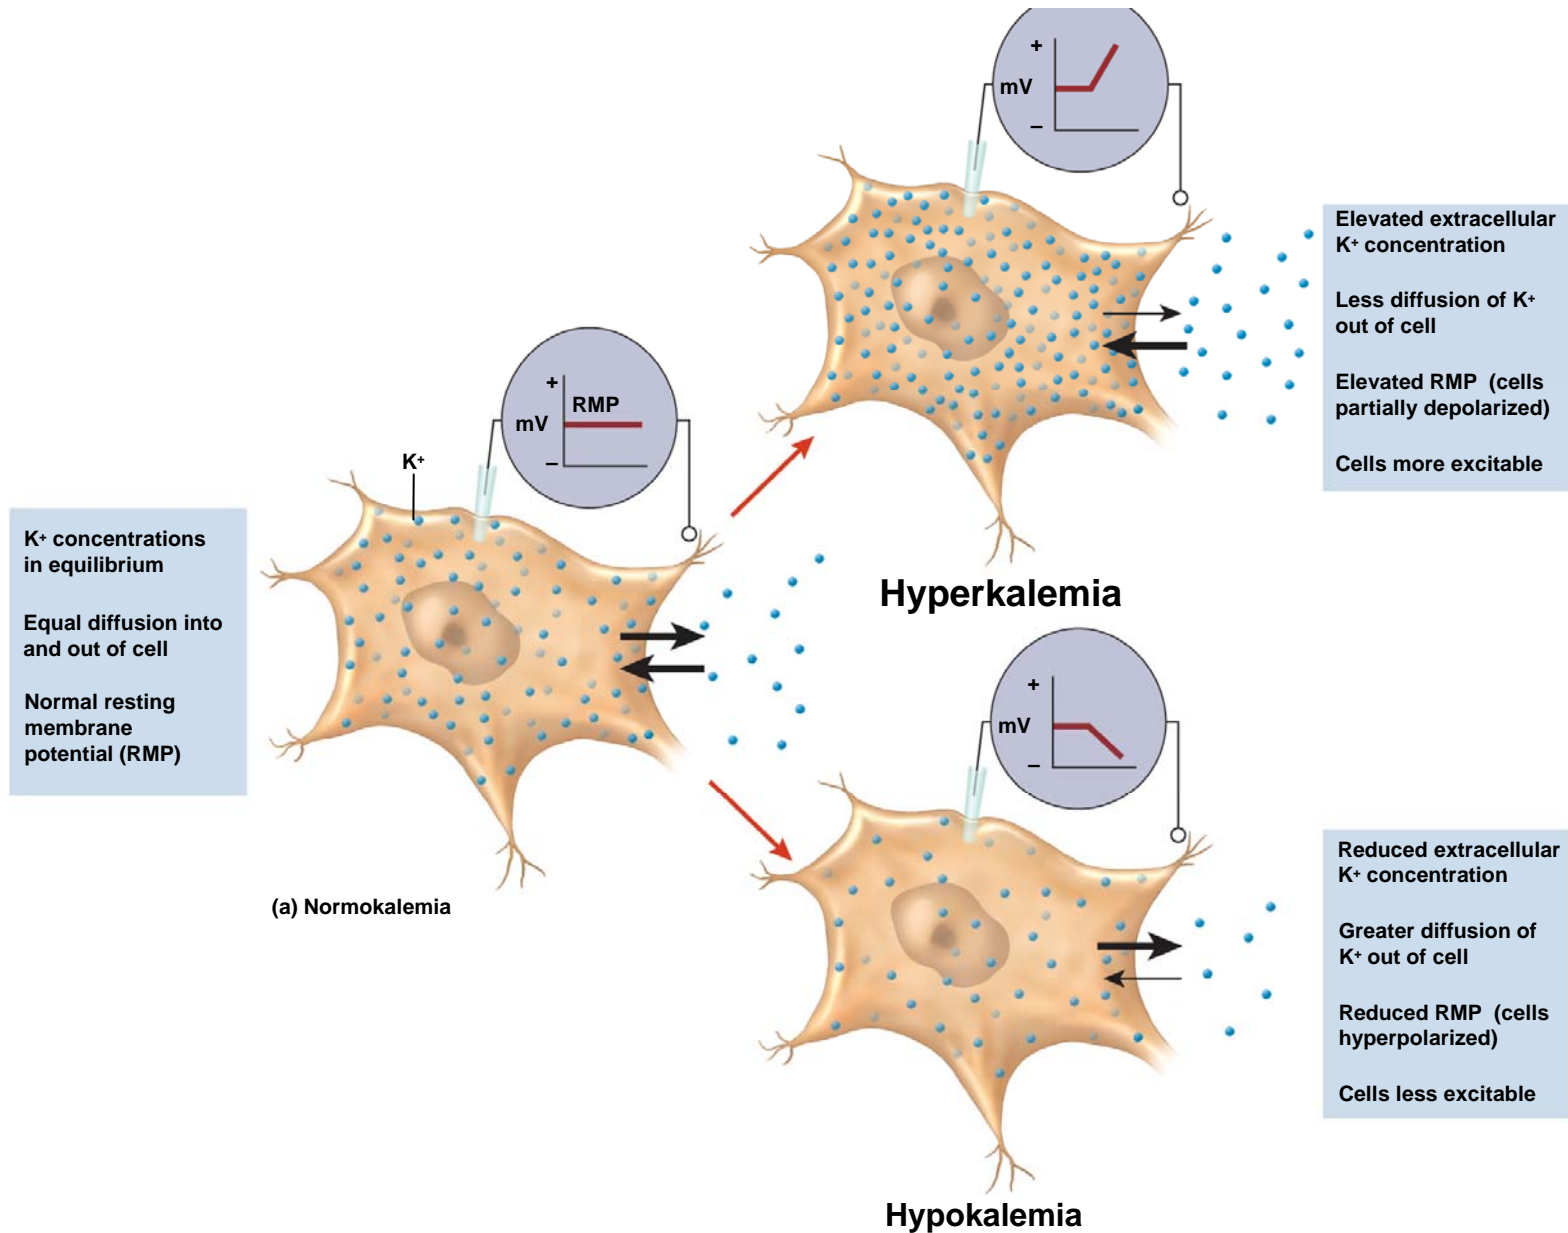 +
mV
–
Elevated extracellular
K+ concentration
Less diffusion of K+
out of cell
Elevated RMP (cells
partially depolarized)
Cells more excitable
Hyperkalemia
+
RMP
mV
–
K+
K+ concentrations
in equilibrium
Equal diffusion into
and out of cell
Normal resting
membrane
potential (RMP)
(a) Normokalemia
+
mV
–
Reduced extracellular
K+ concentration
Greater diffusion of
K+ out of cell
Reduced RMP (cells
hyperpolarized)
Cells less excitable
Hypokalemia